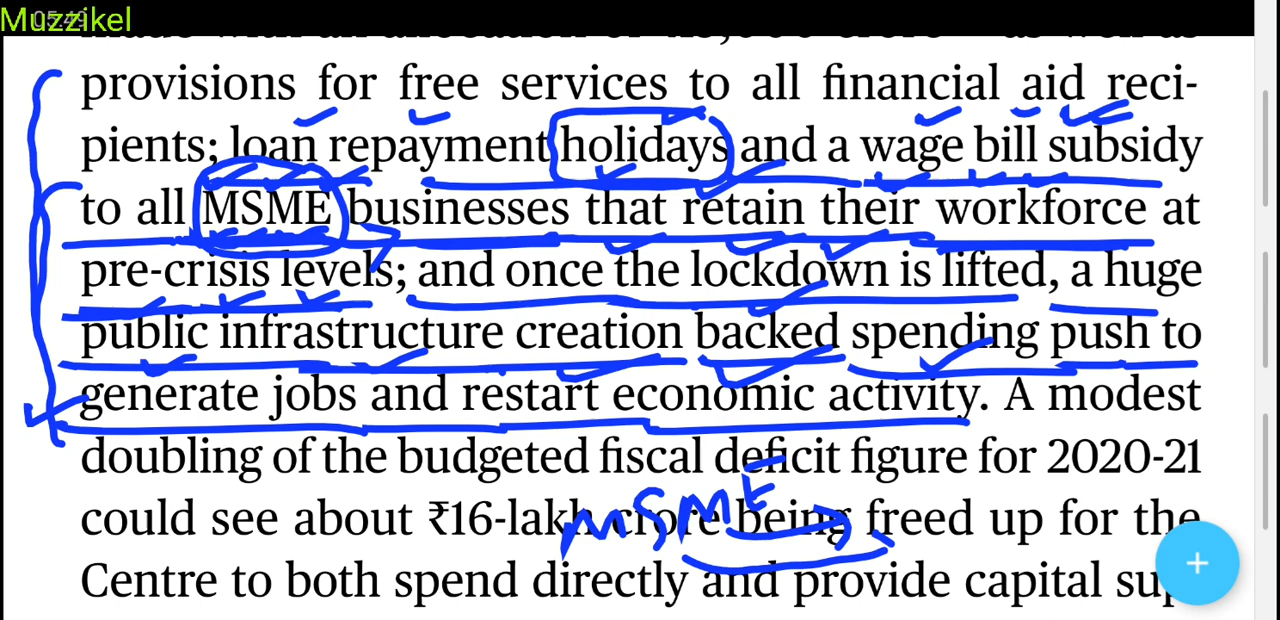 Muzzikel
05:49
provisions for free services to all financial aid reci-
pients; loan repayment holidays and a wage bill subsidy
to all MSME businesses that retain their workforce at
pre-crisis levels; and once the lockdown is lifted, a huge
public infrastructure creation backed spending push to
generate jobs and restart economic activity. A modest
doubling of the budgeted fiscal deficit figure for 2020-21
could see about ₹16-lakh crore being freed up for the
MSME
Centre to both spend directly and provide capital sup
+